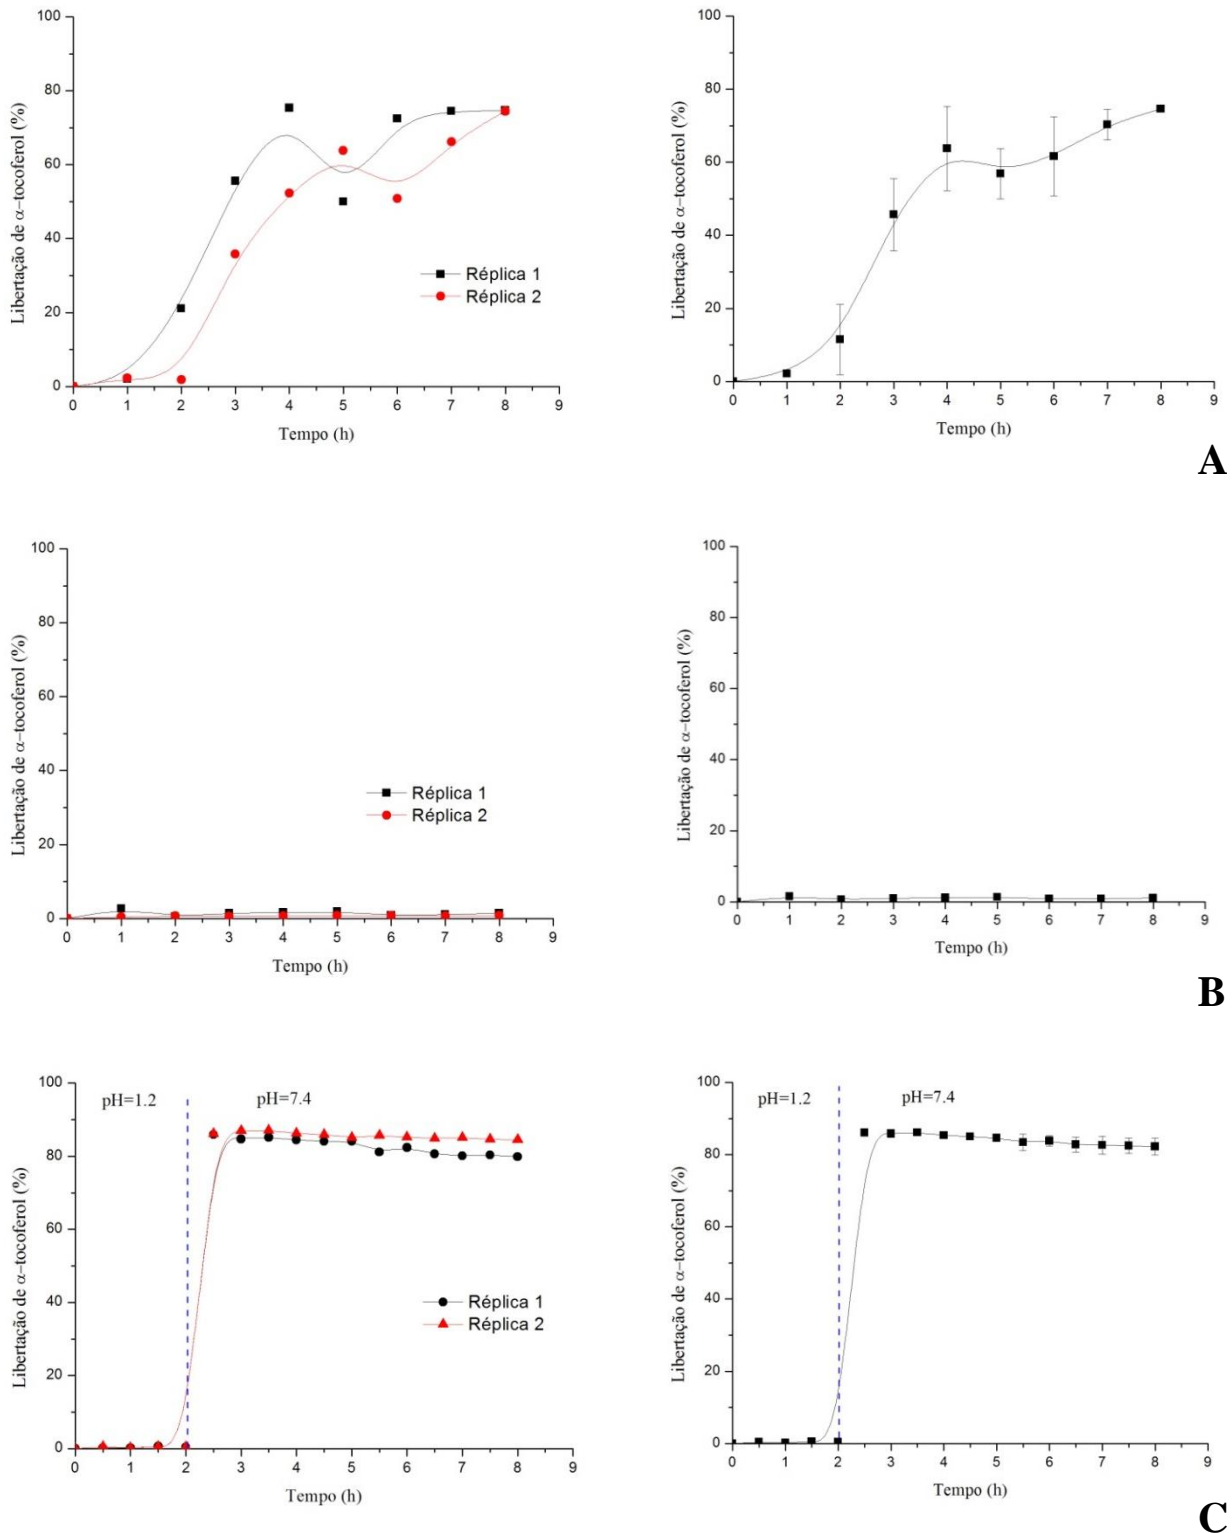 100
80
60
40
20
0
Libertação de α−tocoferol (%)
Réplica 1
Réplica 2
0 1 2 3 4 5 6 7 8 9
Tempo (h)
100
80
60
40
20
0
Libertação de α−tocoferol (%)
0 1 2 3 4 5 6 7 8 9
Tempo (h)
A
100
80
60
40
20
0
Libertação de α−tocoferol (%)
Réplica 1
Réplica 2
0 1 2 3 4 5 6 7 8 9
Tempo (h)
100
80
60
40
20
0
Libertação de α−tocoferol (%)
0 1 2 3 4 5 6 7 8 9
Tempo (h)
B
100
80
60
40
20
0
Libertação de α−tocoferol (%)
pH=1.2 pH=7.4
Réplica 1
Réplica 2
0 1 2 3 4 5 6 7 8 9
Tempo (h)
100
80
60
40
20
0
Libertação de α−tocoferol (%)
pH=1.2 pH=7.4
0 1 2 3 4 5 6 7 8 9
Tempo (h)
C